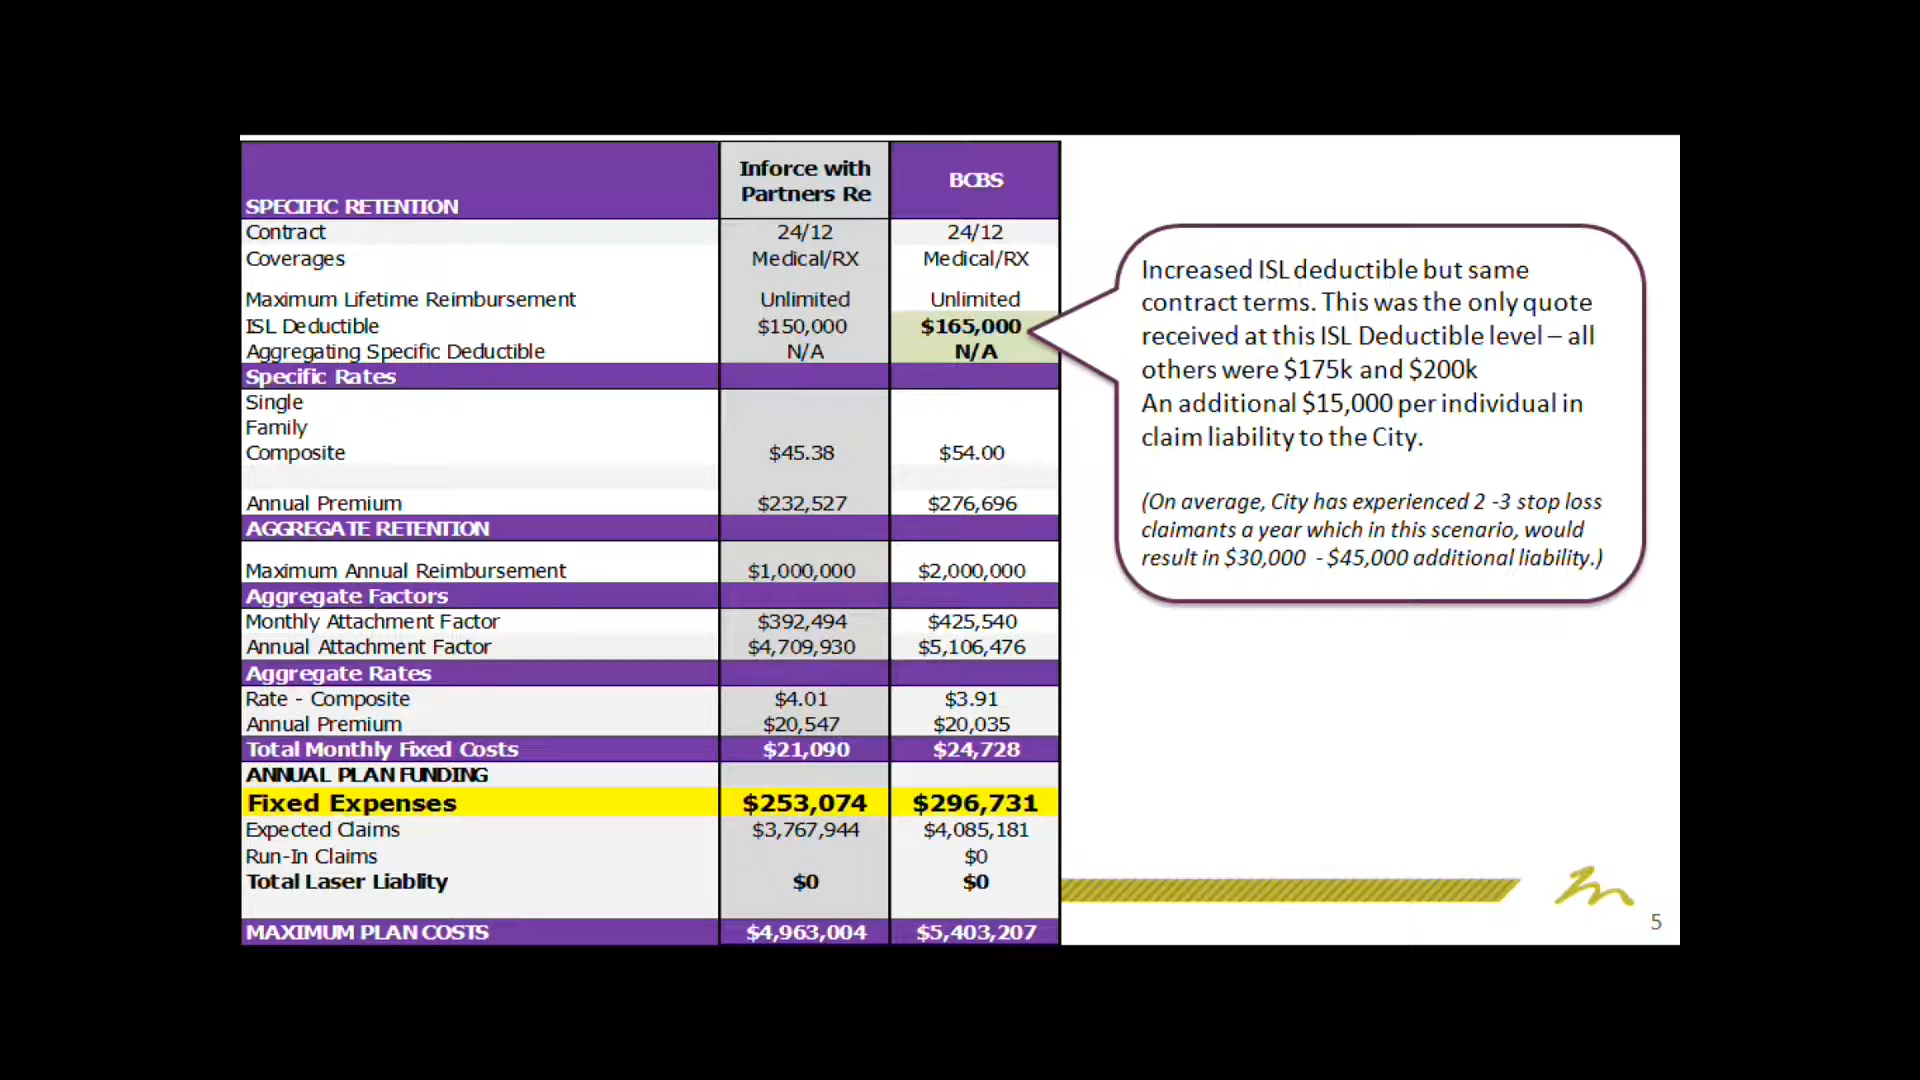 Inforce with
Partners Re
BCBS
SPECIFIC RETENTION
Contract 24/12 24/12
Coverages Medical/RX Medical/RX
Maximum Lifetime Reimbursement Unlimited Unlimited
ISL Deductible $150,000 $165,000
Aggregating Specific Deductible N/A N/A
Specific Rates
Single
Family
Composite $45.38 $54.00
Annual Premium $232,527 $276,696
AGGREGATE RETENTION
Maximum Annual Reimbursement $1,000,000 $2,000,000
Aggregate Factors
Monthly Attachment Factor $392,494 $425,540
Annual Attachment Factor $4,709,930 $5,106,476
Aggregate Rates
Rate - Composite $4.01 $3.91
Annual Premium $20,547 $20,035
Total Monthly Fixed Costs $21,090 $24,728
ANNUAL PLAN FUNDING
Fixed Expenses $253,074 $296,731
Expected Claims $3,767,944 $4,085,181
Run-In Claims $0
Total Laser Liablity $0 $0
MAXIMUM PLAN COSTS $4,963,004 $5,403,207
Increased ISL deductible but same
contract terms. This was the only quote
received at this ISL Deductible level – all
others were $175k and $200k
An additional $15,000 per individual in
claim liability to the City.
(On average, City has experienced 2 -3 stop loss
claimants a year which in this scenario, would
result in $30,000 - $45,000 additional liability.)
5